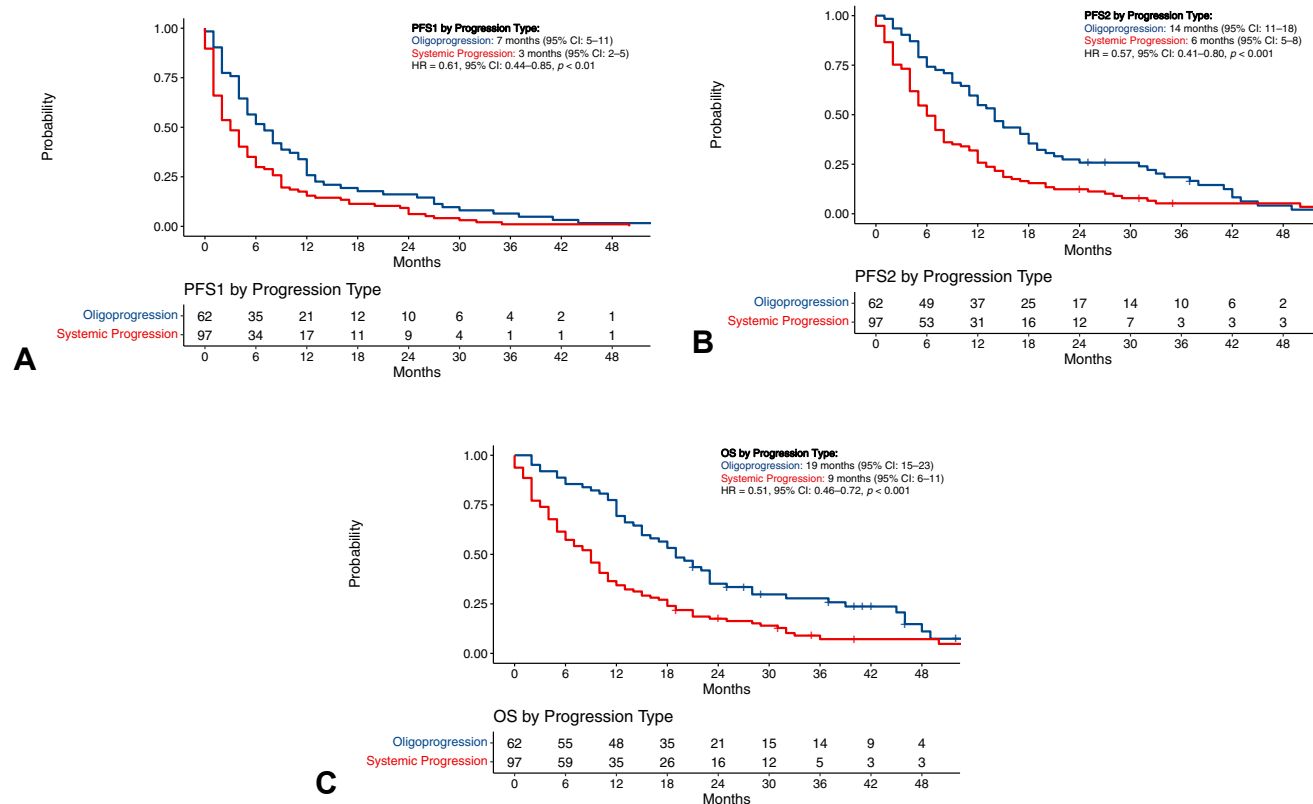 PFS1 by Progression Type:
Oligoprogression: 7 months (95% CI: 5–11)
Systemic Progression: 3 months (95% CI: 2–5)
HR = 0.61, 95% CI: 0.44–0.85, p < 0.01
Probability
1.00
0.75
0.50
0.25
0.00
0 6 12 18 24 30 36 42 48
Months
PFS1 by Progression Type
Oligoprogression 62 35 21 12 10 6 4 2 1
Systemic Progression 97 34 17 11 9 4 1 1 1
0 6 12 18 24 30 36 42 48
Months
A
PFS2 by Progression Type:
Oligoprogression: 14 months (95% CI: 11–18)
Systemic Progression: 6 months (95% CI: 5–8)
HR = 0.57, 95% CI: 0.41–0.80, p < 0.001
Probability
1.00
0.75
0.50
0.25
0.00
0 6 12 18 24 30 36 42 48
Months
PFS2 by Progression Type
Oligoprogression 62 49 37 25 17 14 10 6 2
Systemic Progression 97 53 31 16 12 7 3 3 3
0 6 12 18 24 30 36 42 48
Months
B
OS by Progression Type:
Oligoprogression: 19 months (95% CI: 15–23)
Systemic Progression: 9 months (95% CI: 6–11)
HR = 0.51, 95% CI: 0.46–0.72, p < 0.001
Probability
1.00
0.75
0.50
0.25
0.00
0 6 12 18 24 30 36 42 48
Months
OS by Progression Type
Oligoprogression 62 55 48 35 21 15 14 9 4
Systemic Progression 97 59 35 26 16 12 5 3 3
0 6 12 18 24 30 36 42 48
Months
C